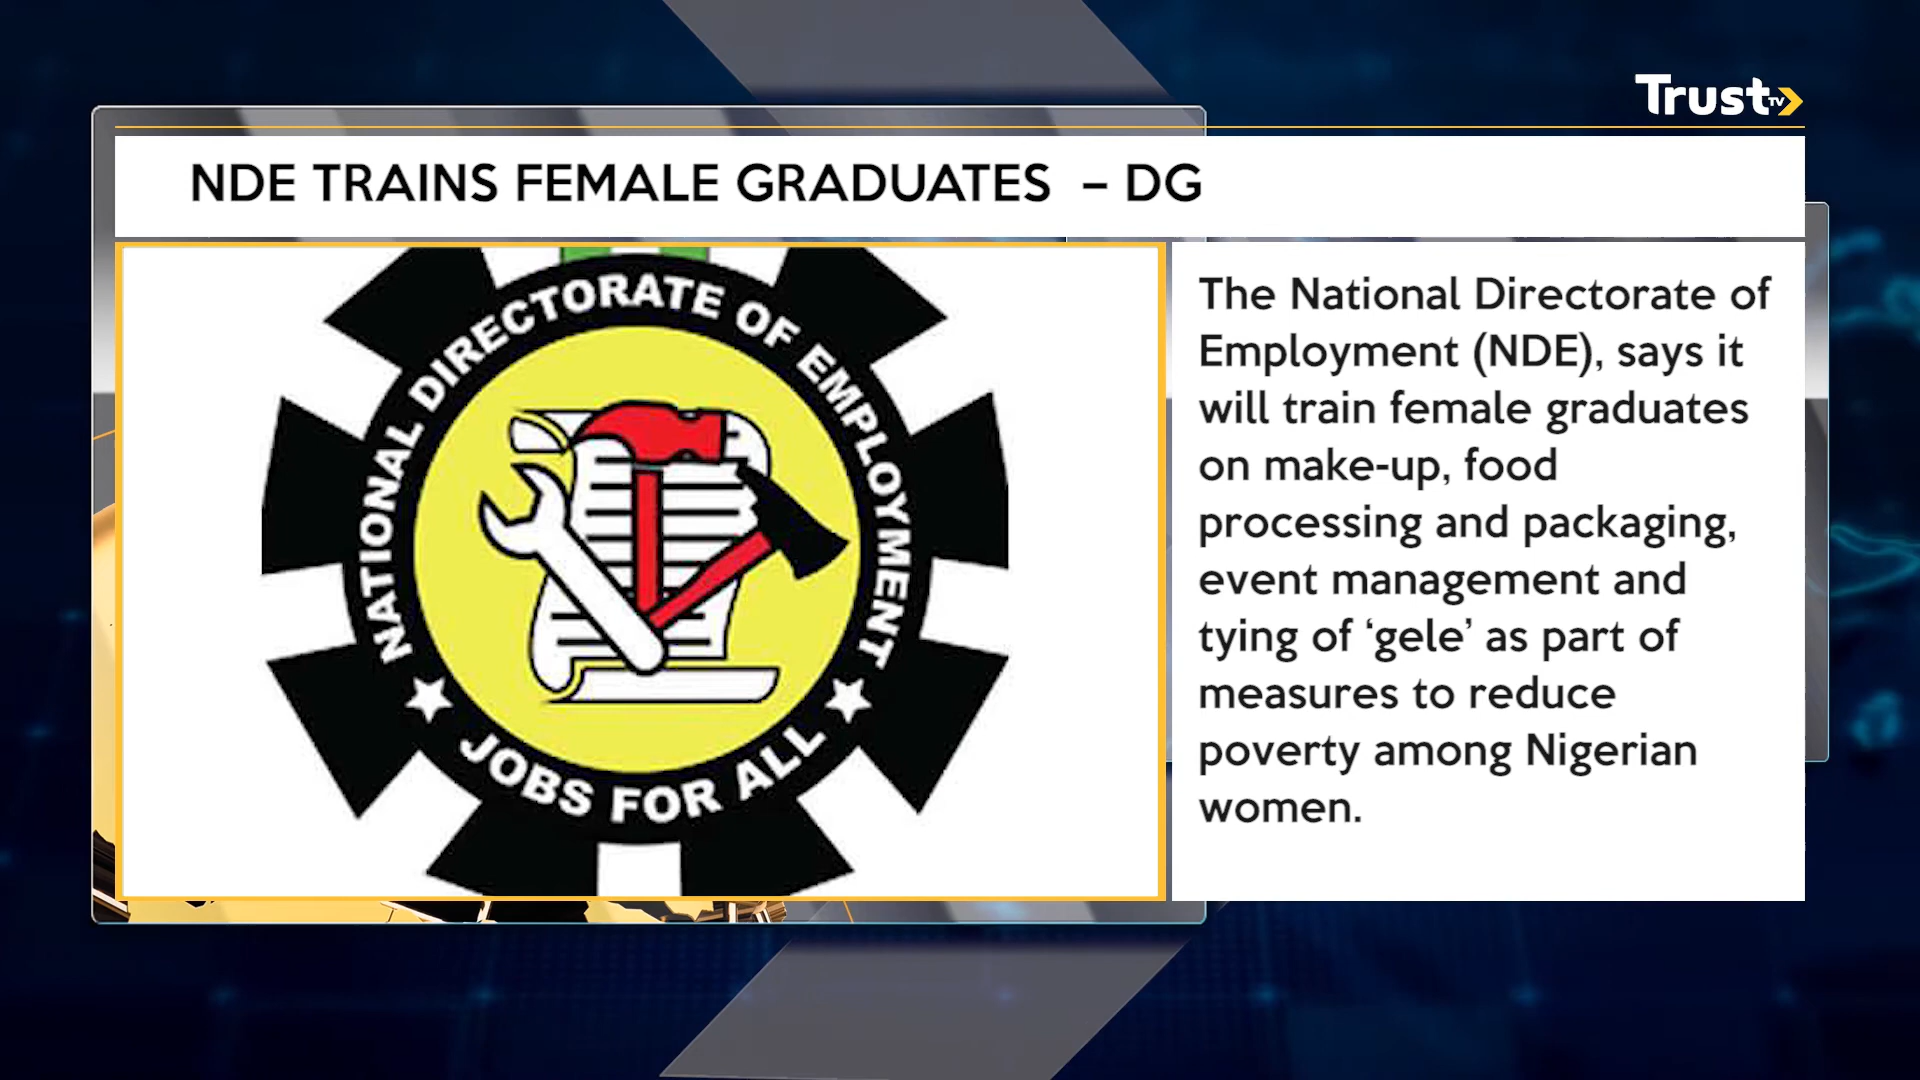 Trust TV
NDE TRAINS FEMALE GRADUATES – DG
NATIONAL DIRECTORATE OF EMPLOYMENT
JOBS FOR ALL
The National Directorate of
Employment (NDE), says it
will train female graduates
on make-up, food
processing and packaging,
event management and
tying of ‘gele’ as part of
measures to reduce
poverty among Nigerian
women.